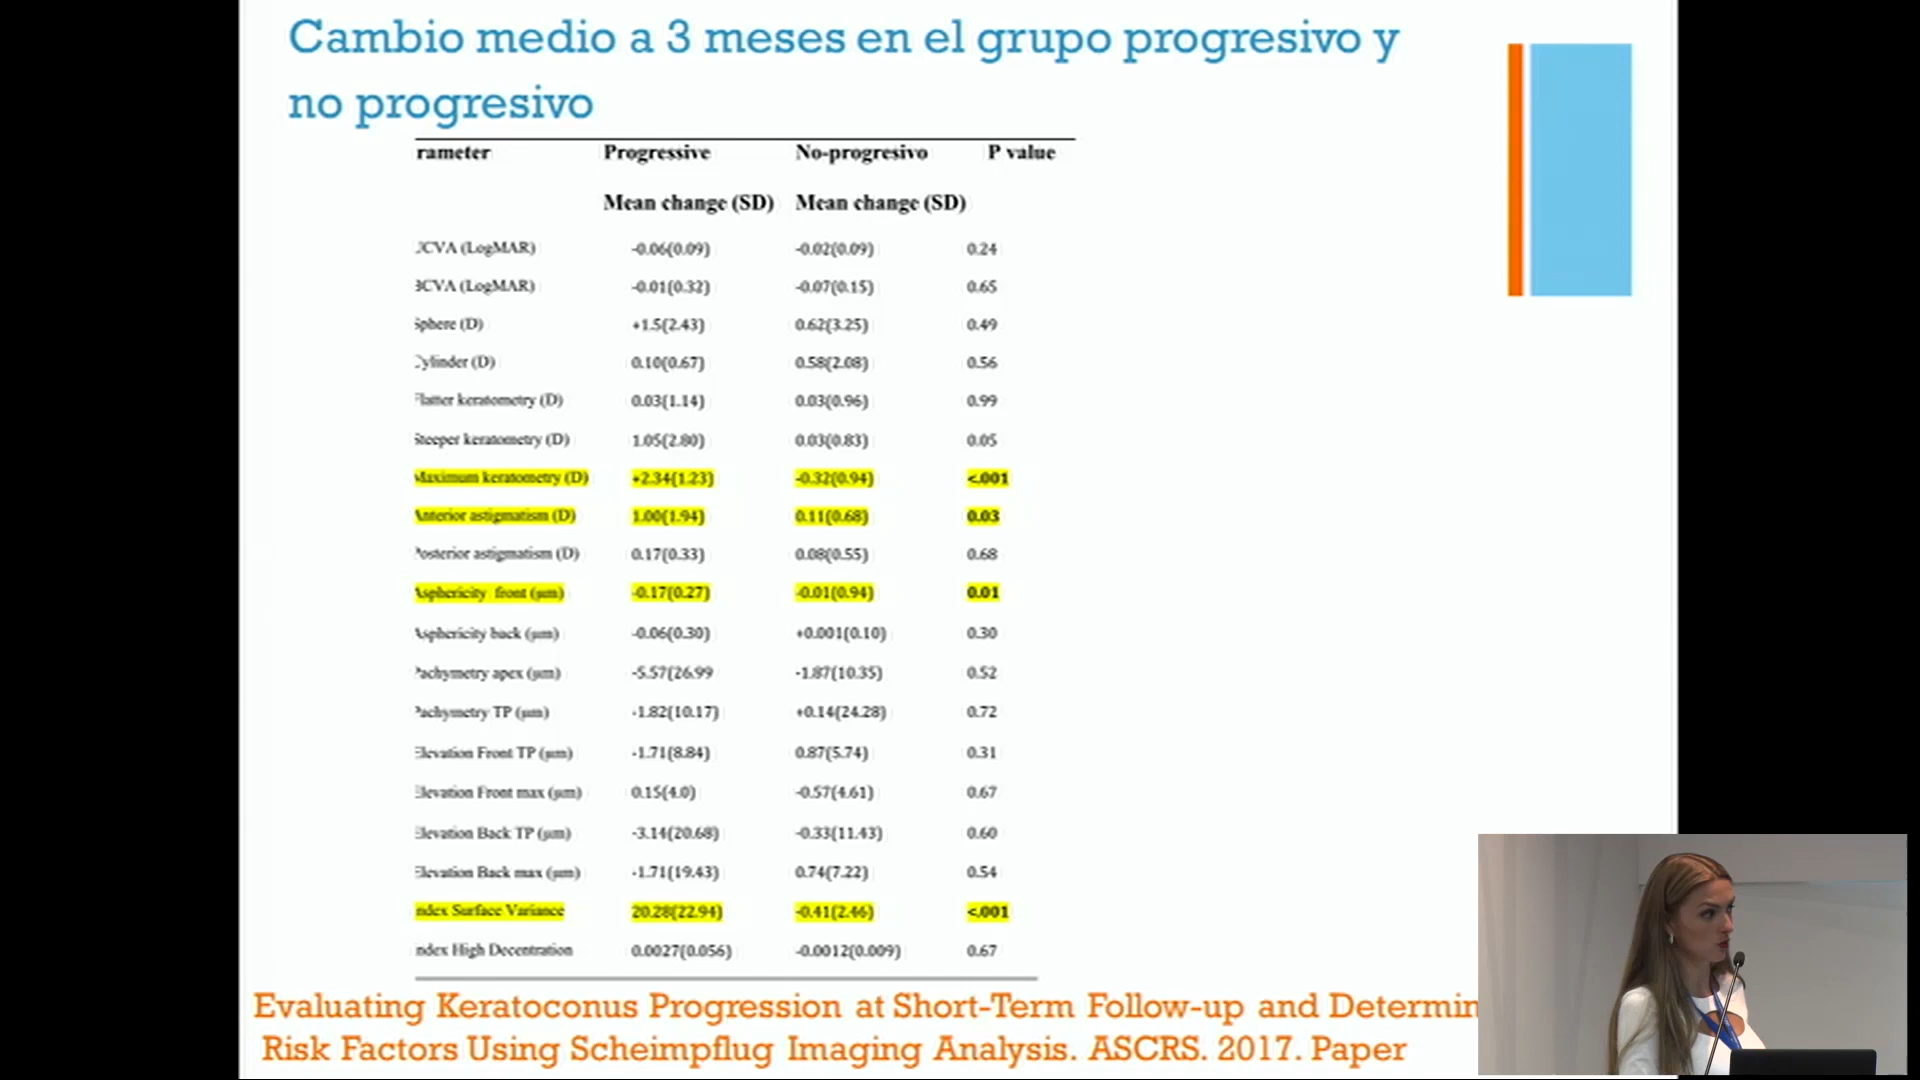 Cambio medio a 3 meses en el grupo progresivo y
no progresivo
rameter Progressive No-progresivo P value
Mean change (SD) Mean change (SD)
JCVA (LogMAR) -0.06(0.09) -0.02(0.09) 0.24
3CVA (LogMAR) -0.01(0.32) -0.07(0.15) 0.65
Sphere (D) +1.5(2.43) 0.62(3.25) 0.49
Cylinder (D) 0.10(0.67) 0.58(2.08) 0.56
Flatter keratometry (D) 0.03(1.14) 0.03(0.96) 0.99
Steeper keratometry (D) 1.05(2.80) 0.03(0.83) 0.05
Maximum keratometry (D) +2.34(1.23) -0.32(0.94) <.001
Anterior astigmatism (D) 1.00(1.94) 0.11(0.68) 0.03
Posterior astigmatism (D) 0.17(0.33) 0.08(0.55) 0.68
Asphericity front (µm) -0.17(0.27) -0.01(0.94) 0.01
Asphericity back (µm) -0.06(0.30) +0.001(0.10) 0.30
Pachymetry apex (µm) -5.57(26.99 -1.87(10.35) 0.52
Pachymetry TP (µm) -1.82(10.17) +0.14(24.28) 0.72
Elevation Front TP (µm) -1.71(8.84) 0.87(5.74) 0.31
Elevation Front max (µm) 0.15(4.0) -0.57(4.61) 0.67
Elevation Back TP (µm) -3.14(20.68) -0.33(11.43) 0.60
Elevation Back max (µm) -1.71(19.43) 0.74(7.22) 0.54
ndex Surface Variance 20.28(22.94) -0.41(2.46) <.001
ndex High Decentration 0.0027(0.056) -0.0012(0.009) 0.67
Evaluating Keratoconus Progression at Short-Term Follow-up and Determin
Risk Factors Using Scheimpflug Imaging Analysis. ASCRS. 2017. Paper